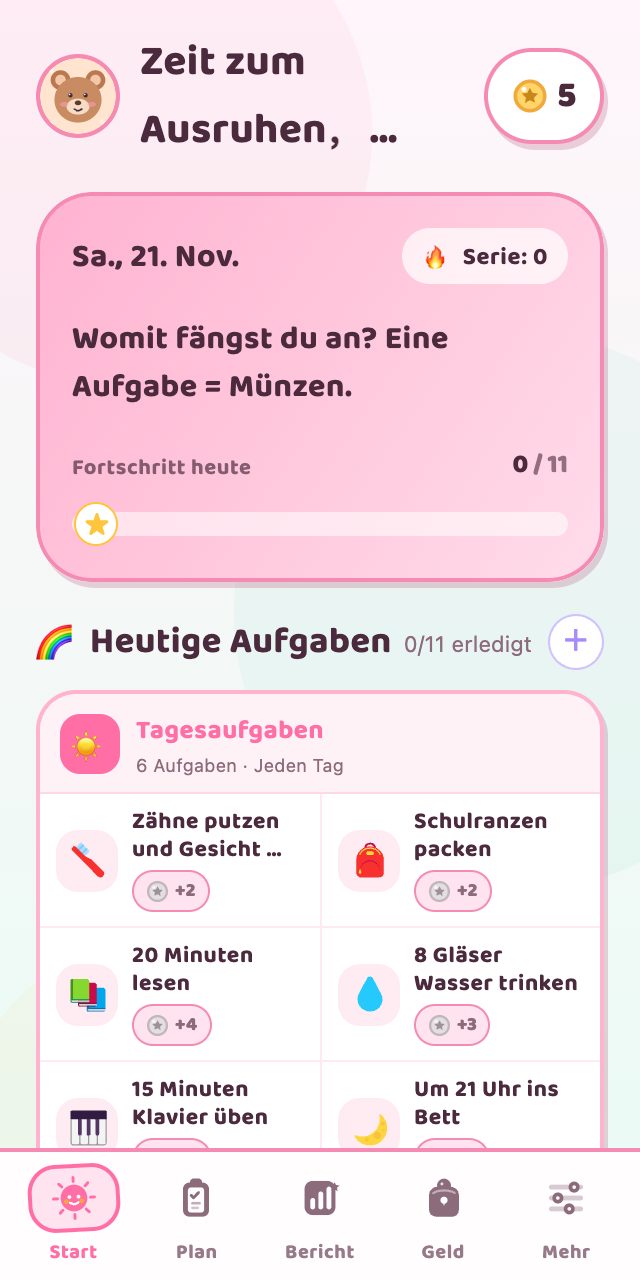 Zeit zum
Ausruhen, ...
5
Sa., 21. Nov.
Serie: 0
Womit fängst du an? Eine
Aufgabe = Münzen.
Fortschritt heute
0 / 11
Heutige Aufgaben
0/11 erledigt
+
Tagesaufgaben
6 Aufgaben · Jeden Tag
Zähne putzen
und Gesicht ...
+2
Schulranzen
packen
+2
20 Minuten
lesen
+4
8 Gläser
Wasser trinken
+3
15 Minuten
Klavier üben
Um 21 Uhr ins
Bett
Start
Plan
Bericht
Geld
Mehr